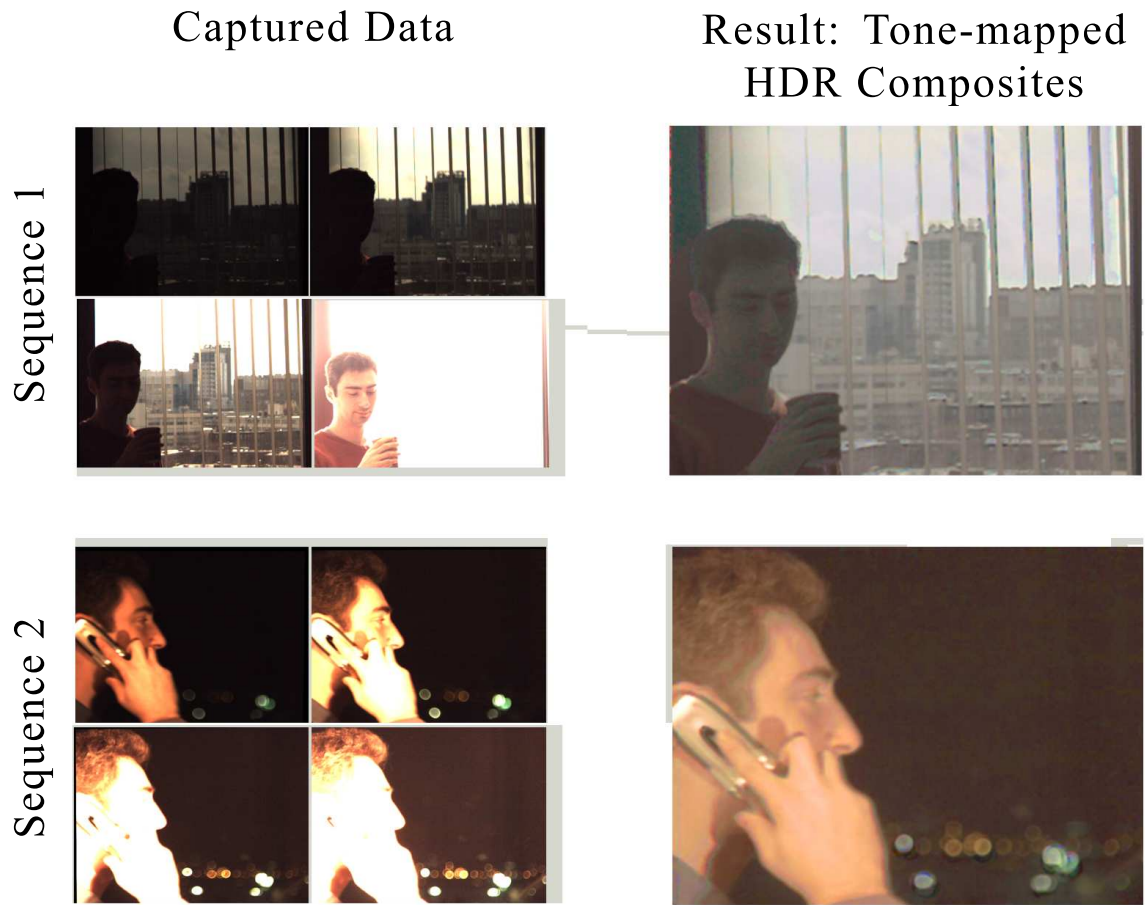 Captured Data
Result: Tone-mapped
HDR Composites
Sequence 1
Sequence 2